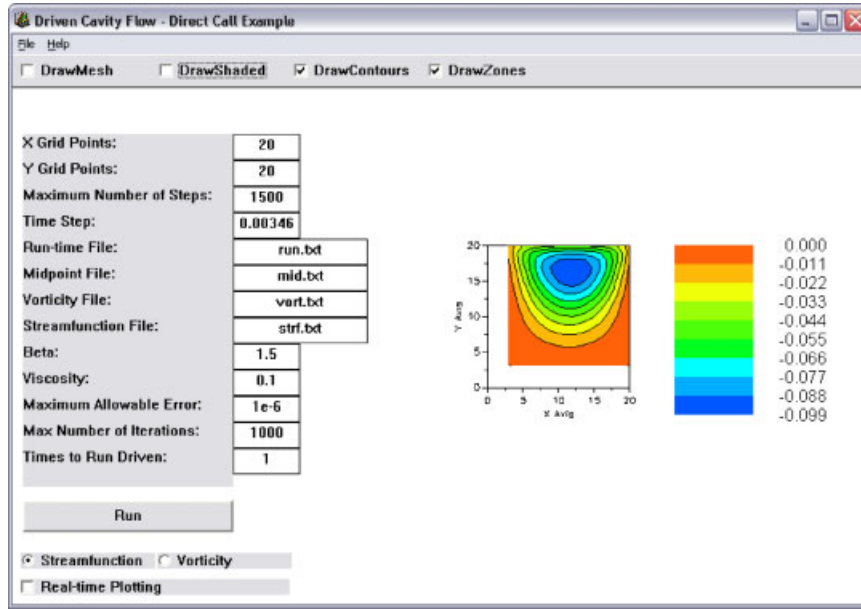 Driven Cavity Flow - Direct Call Example
File Help
DrawMesh DrawShaded DrawContours DrawZones
X Grid Points: 20
Y Grid Points: 20
Maximum Number of Steps: 1500
Time Step: 0.00346
Run-time File: run.txt
Midpoint File: mid.txt
Vorticity File: vort.txt
Streamfunction File: strf.txt
Beta: 1.5
Viscosity: 0.1
Maximum Allowable Error: 1e-6
Max Number of Iterations: 1000
Times to Run Driven: 1
Run
Streamfunction Vorticity
Real-time Plotting
20
15
10
5
0
Y Axis
0 5 10 15 20
X Axis
0.000
-0.011
-0.022
-0.033
-0.044
-0.055
-0.066
-0.077
-0.088
-0.099